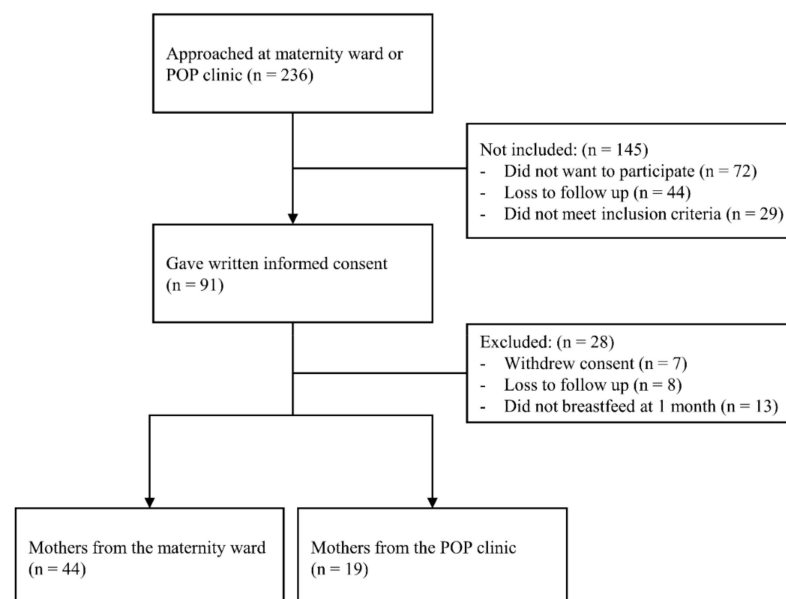 Approached at maternity ward or
POP clinic (n = 236)
Not included: (n = 145)
- Did not want to participate (n = 72)
- Loss to follow up (n = 44)
- Did not meet inclusion criteria (n = 29)
Gave written informed consent
(n = 91)
Excluded: (n = 28)
- Withdrew consent (n = 7)
- Loss to follow up (n = 8)
- Did not breastfeed at 1 month (n = 13)
Mothers from the maternity ward
(n = 44)
Mothers from the POP clinic
(n = 19)